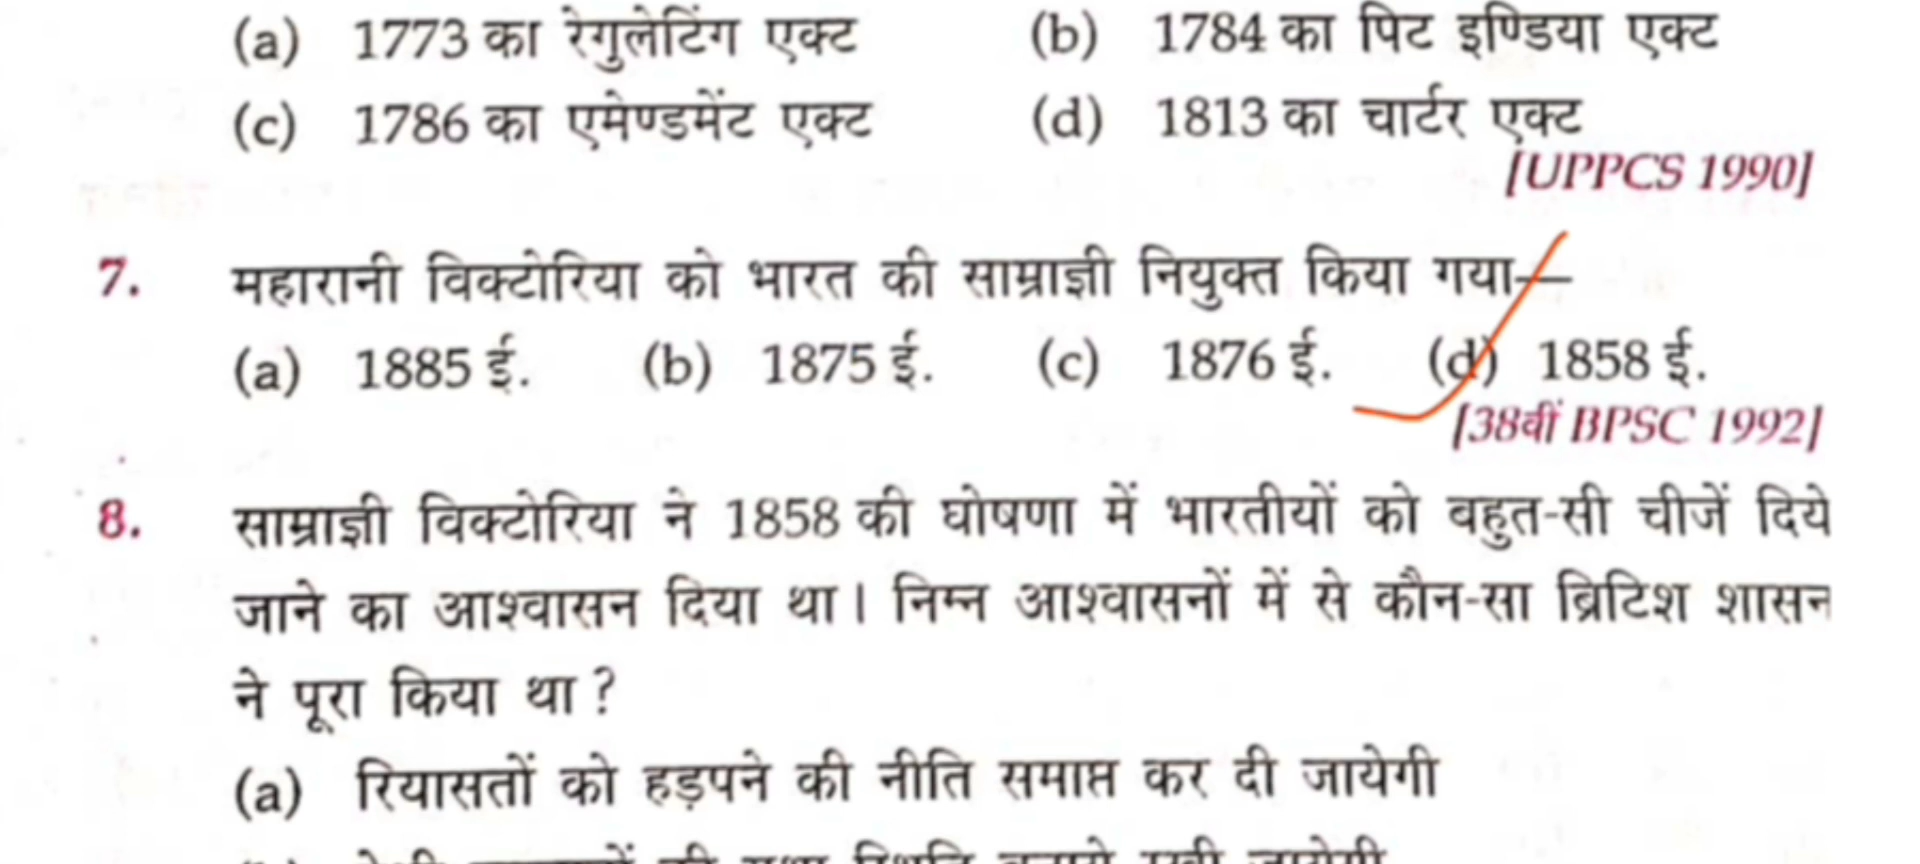 (a) 1773 का रेगुलेटिंग एक्ट (b) 1784 का पिट इण्डिया एक्ट
(c) 1786 का एमेण्डमेंट एक्ट (d) 1813 का चार्टर एक्ट
[UPPCS 1990]
7. महारानी विक्टोरिया को भारत की साम्राज्ञी नियुक्त किया गया—
(a) 1885 ई. (b) 1875 ई. (c) 1876 ई. (d) 1858 ई.
[38वीं BPSC 1992]
8. साम्राज्ञी विक्टोरिया ने 1858 की घोषणा में भारतीयों को बहुत-सी चीजें दिये
जाने का आश्वासन दिया था। निम्न आश्वासनों में से कौन-सा ब्रिटिश शासन
ने पूरा किया था?
(a) रियासतों को हड़पने की नीति समाप्त कर दी जायेगी